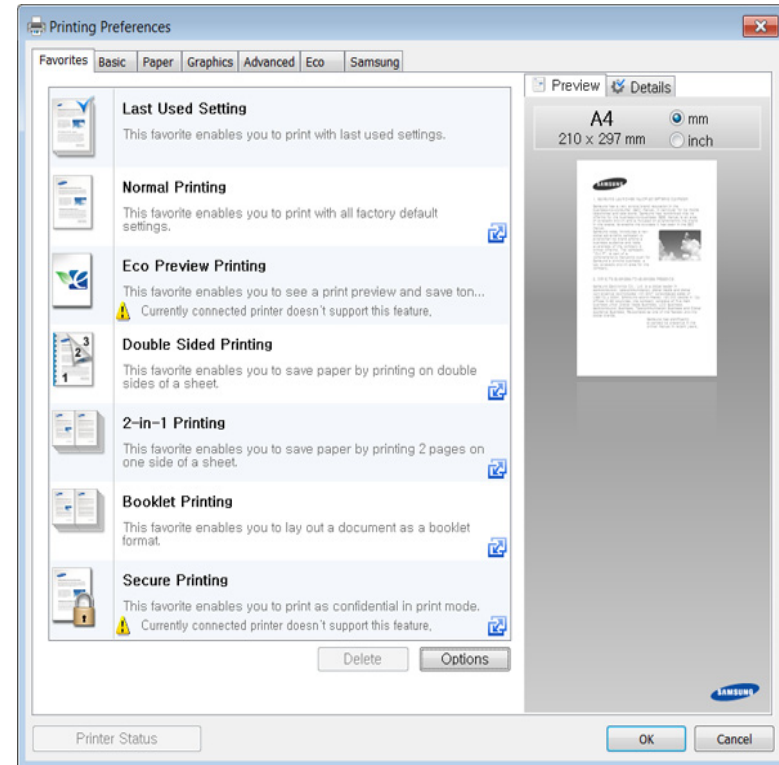 Printing Preferences
Favorites Basic Paper Graphics Advanced Eco Samsung
Last Used Setting
This favorite enables you to print with last used settings.
Normal Printing
This favorite enables you to print with all factory default
settings.
Eco Preview Printing
This favorite enables you to see a print preview and save ton...
Currently connected printer doesn't support this feature.
3
2
1
Double Sided Printing
This favorite enables you to save paper by printing on double
sides of a sheet.
2-in-1 Printing
This favorite enables you to save paper by printing 2 pages on
one side of a sheet.
Booklet Printing
This favorite enables you to lay out a document as a booklet
format.
Secure Printing
This favorite enables you to print as confidential in print mode.
Currently connected printer doesn't support this feature.
Delete Options
Preview Details
A4
210 x 297 mm
mm
inch
SAMSUNG
SAMSUNG
Printer Status
OK Cancel